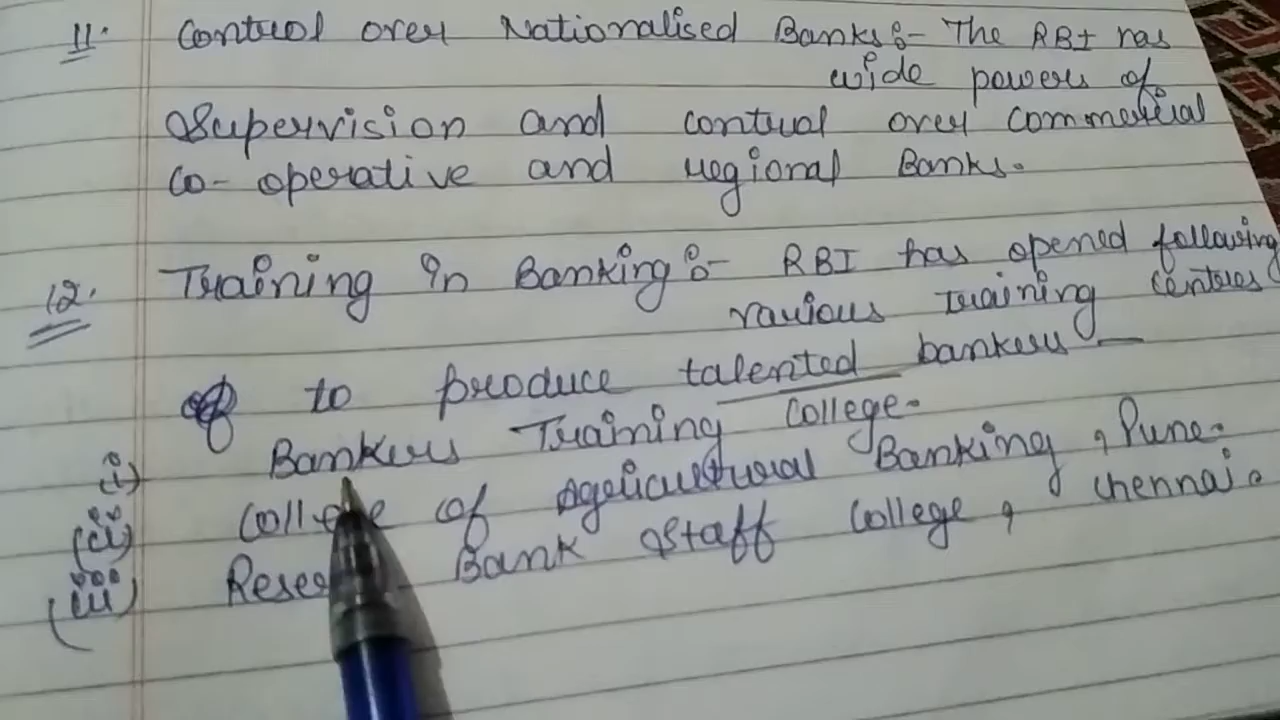 11. Control over Nationalised Banks:- The RBI has
wide powers of
Supervision and control over commercial
co-operative and regional Banks.
12. Training in Banking:- RBI has opened following
various training centres
to produce talented bankers —
(i) Bankers Training College.
(ii) College of Agricultural Banking, Pune.
(iii) Bank Staff College, Chennai.